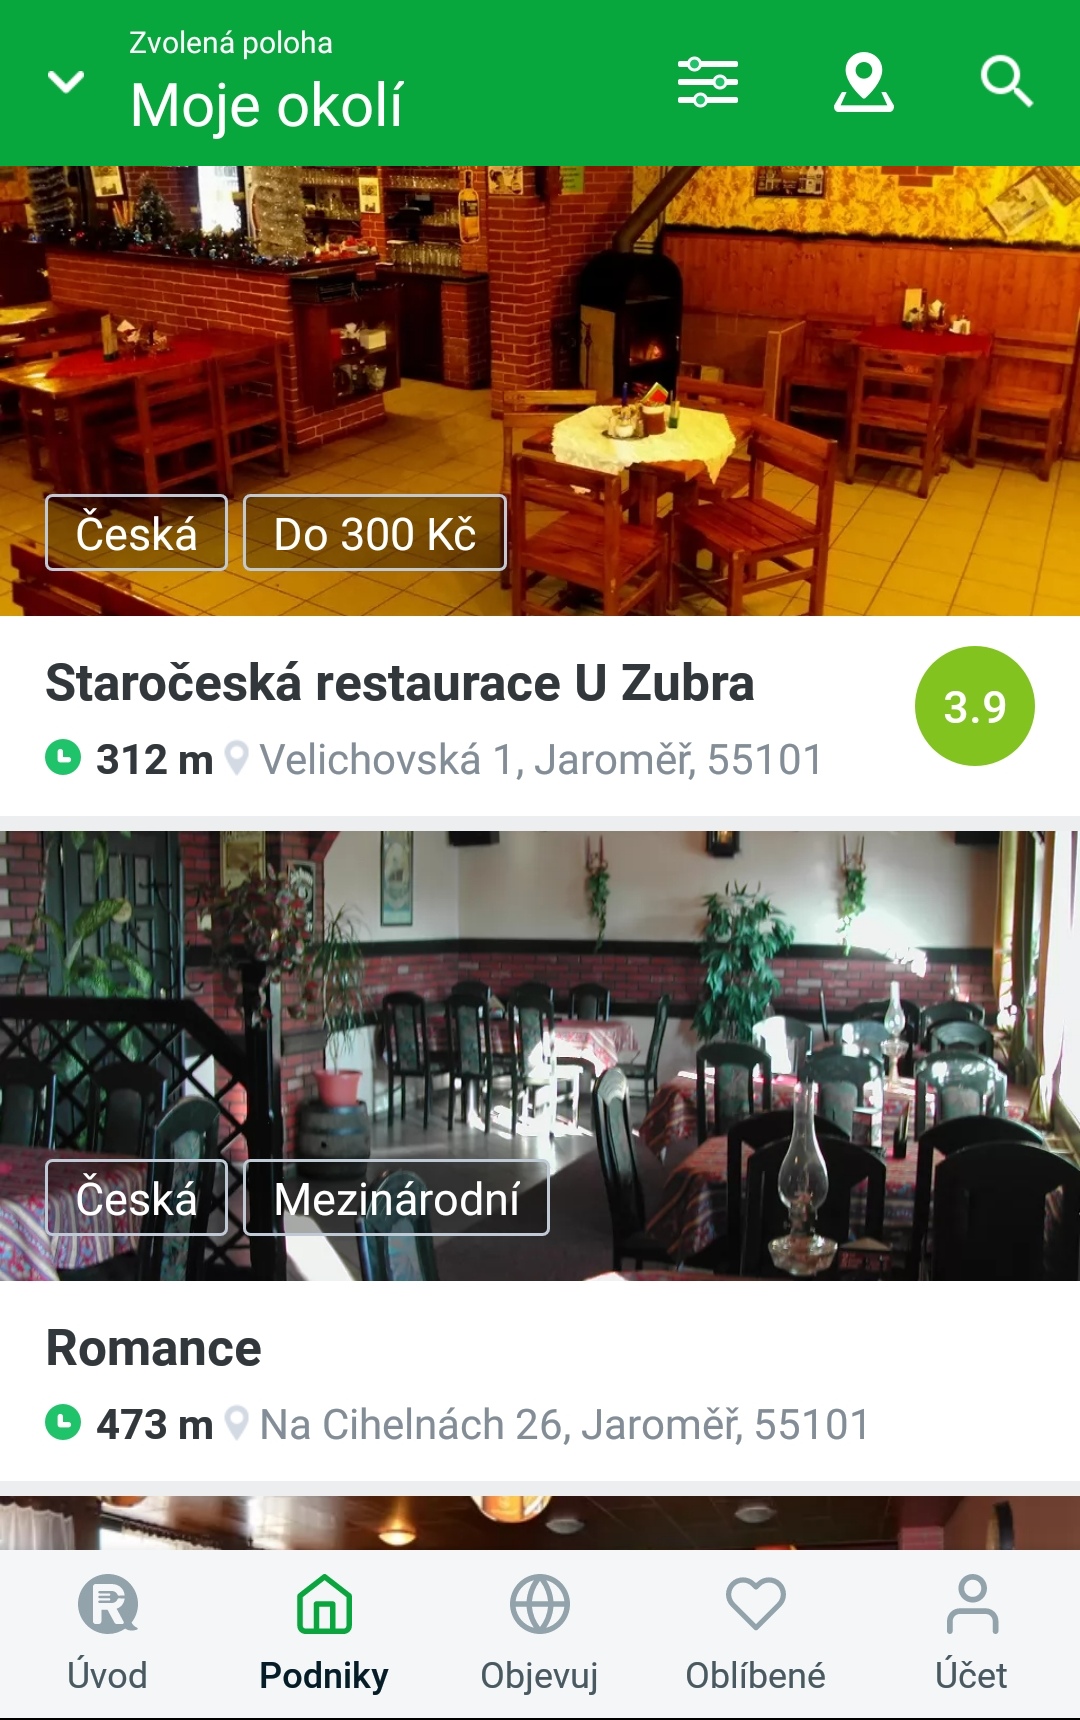 Zvolená poloha
Moje okolí
Česká
Do 300 Kč
Staročeská restaurace U Zubra
3.9
312 m Velichovská 1, Jaroměř, 55101
Česká
Mezinárodní
Romance
473 m Na Cihelnách 26, Jaroměř, 55101
Úvod
Podniky
Objevuj
Oblíbené
Účet